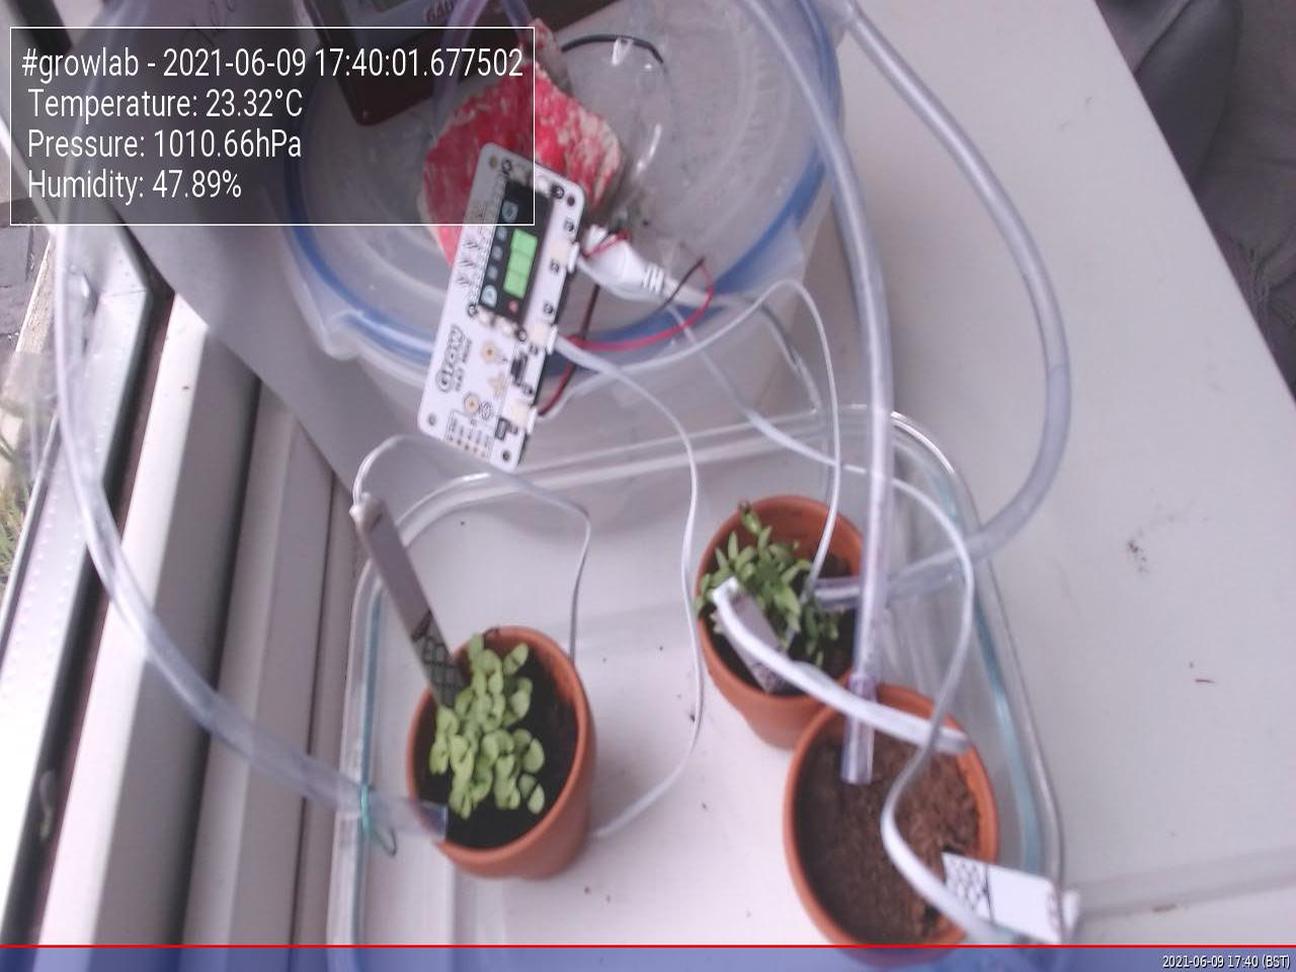 #growlab - 2021-06-09 17:40:01.677502
Temperature: 23.32°C
Pressure: 1010.66hPa
Humidity: 47.89%
GROW
2021-06-09 17:40 (BST)